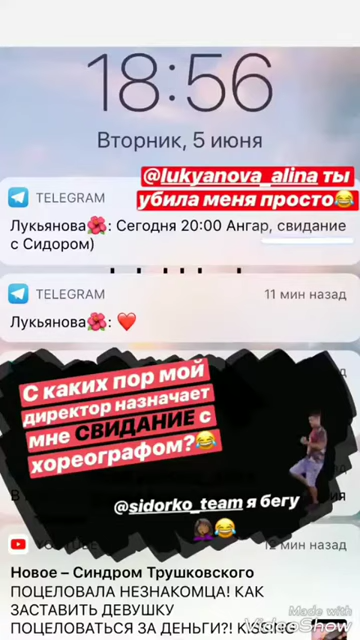 18:56
Вторник, 5 июня
@lukyanova_alina ты
убила меня просто😂
TELEGRAM
Лукьянова🌺: Сегодня 20:00 Ангар, свидание
с Сидором)
TELEGRAM
11 мин назад
Лукьянова🌺: ❤️
С каких пор мой
директор назначает
мне СВИДАНИЕ с
хореографом?😂
@sidorko_team я бегу
🤦🏾‍♀️😂
мин назад
Новое – Синдром Трушковского
ПОЦЕЛОВАЛА НЕЗНАКОМЦА! КАК
ЗАСТАВИТЬ ДЕВУШКУ
ПОЦЕЛОВАТЬСЯ ЗА ДЕНЬГИ?!
Made with
VideoShow